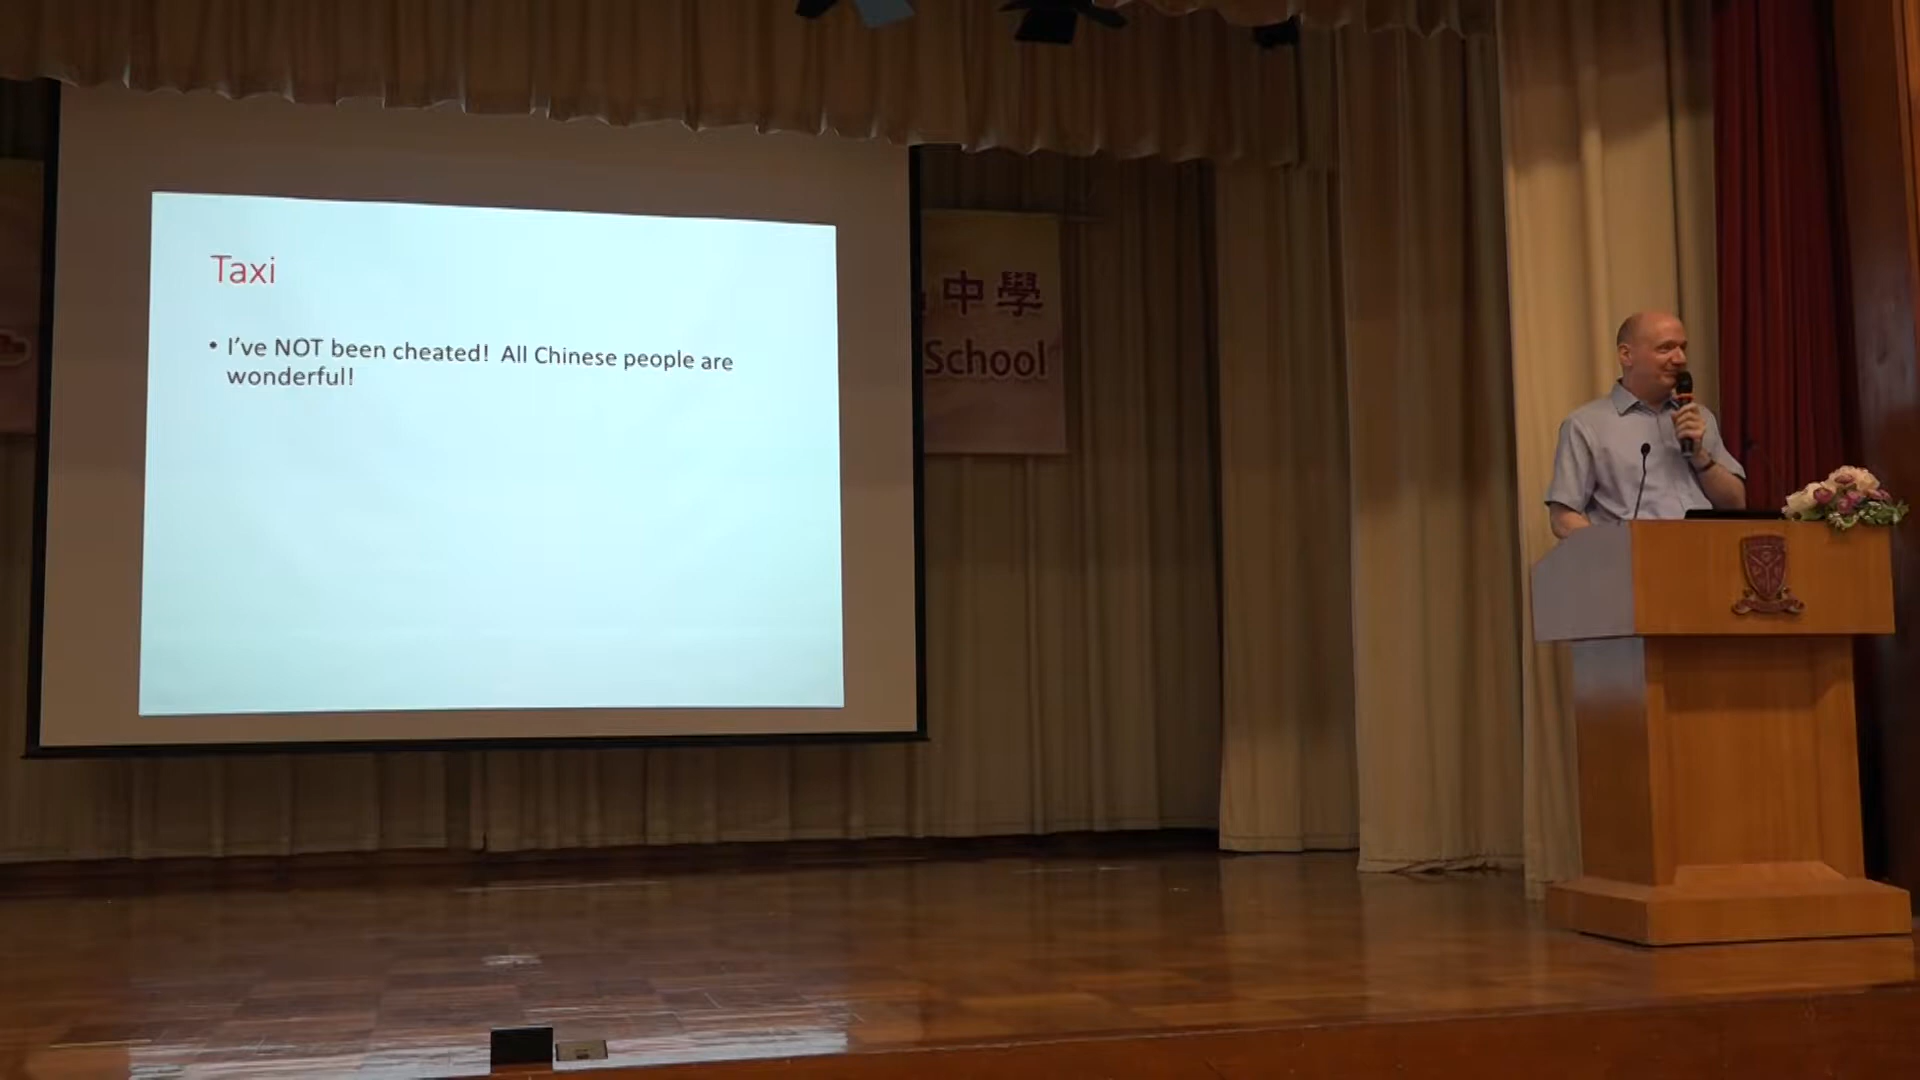 Taxi
• I've NOT been cheated! All Chinese people are
wonderful!
中學
School